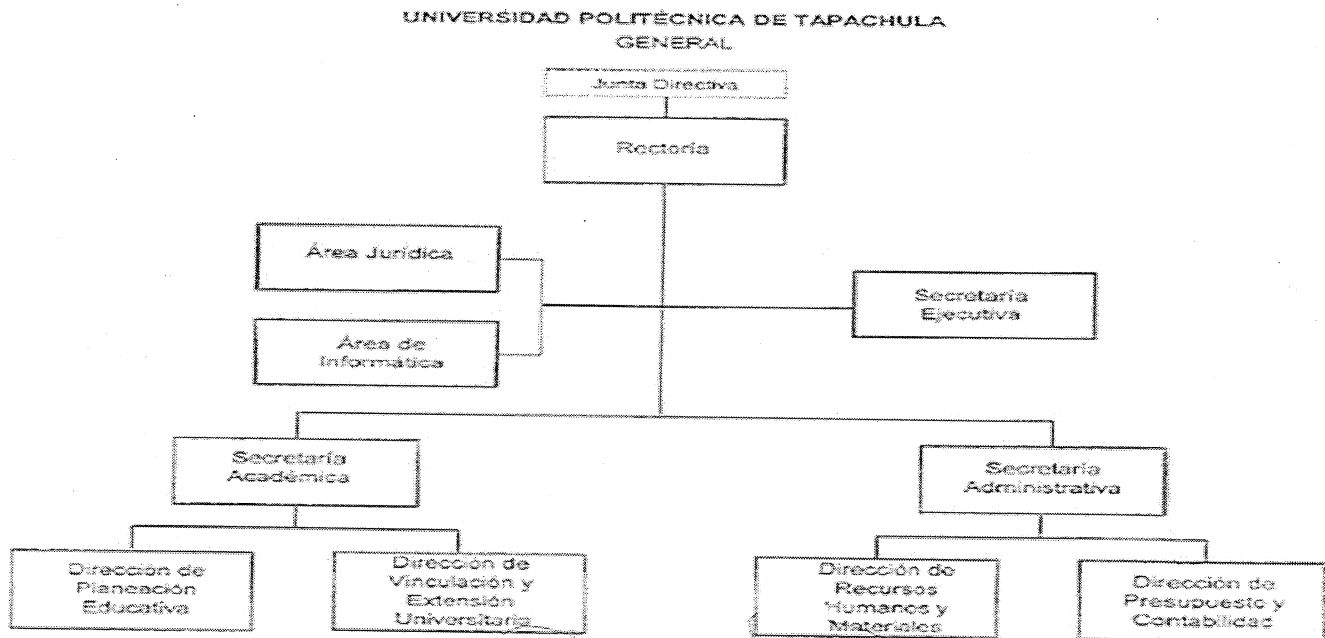 UNIVERSIDAD POLITÉCNICA DE TAPACHULA
GENERAL
Junta Directiva
Rectoría
Área Jurídica
Secretaría
Ejecutiva
Área de
Informática
Secretaría
Académica
Secretaría
Administrativa
Dirección de
Planeación
Educativa
Dirección de
Vinculación y
Extensión
Universitaria
Dirección de
Recursos
Humanos y
Materiales
Dirección de
Presupuesto y
Contabilidad